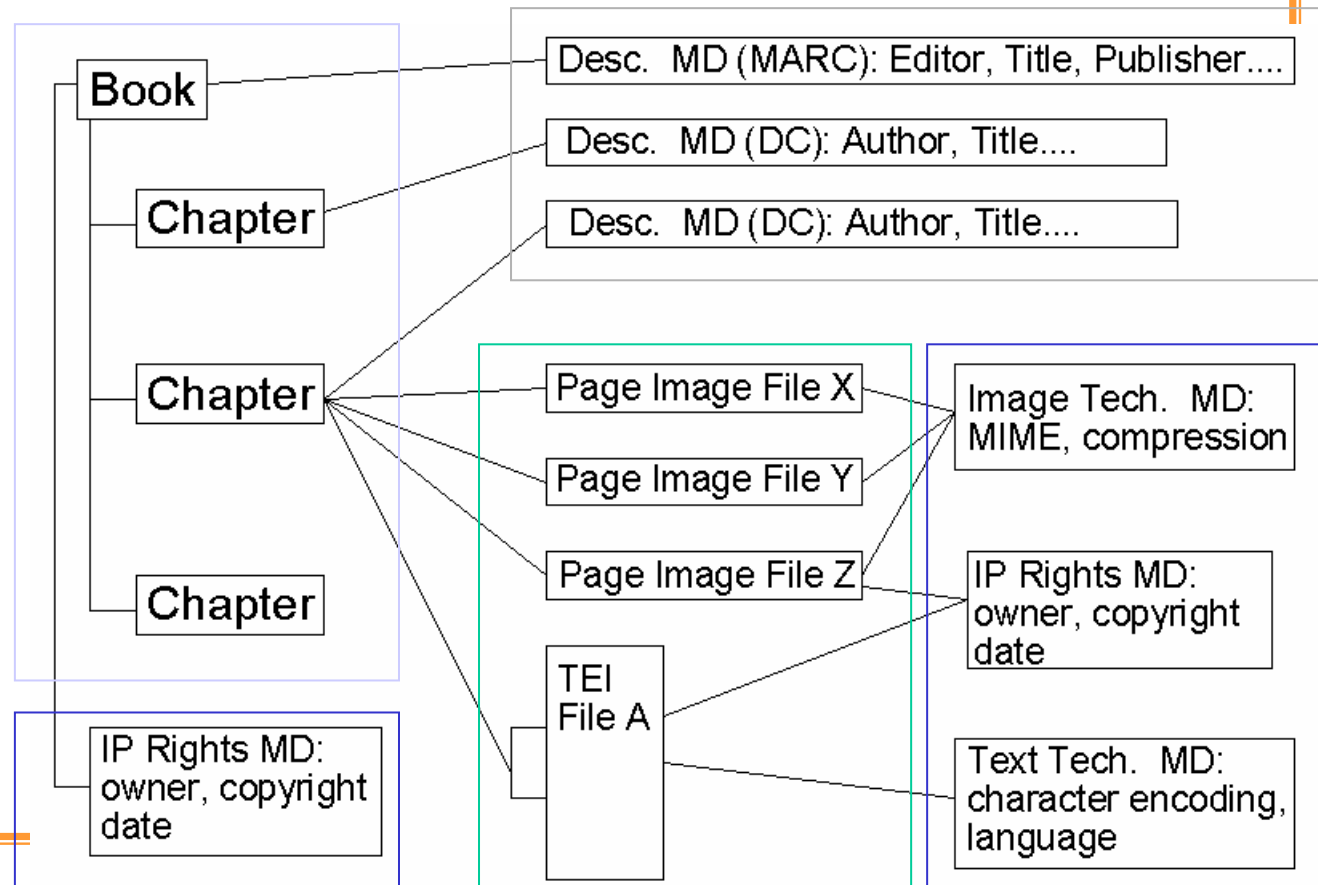 Book
Desc. MD (MARC): Editor, Title, Publisher....
Desc. MD (DC): Author, Title....
Chapter
Desc. MD (DC): Author, Title....
Chapter
Page Image File X
Image Tech. MD:
MIME, compression
Page Image File Y
Page Image File Z
IP Rights MD:
owner, copyright
date
Chapter
TEI
File A
IP Rights MD:
owner, copyright
date
Text Tech. MD:
character encoding,
language